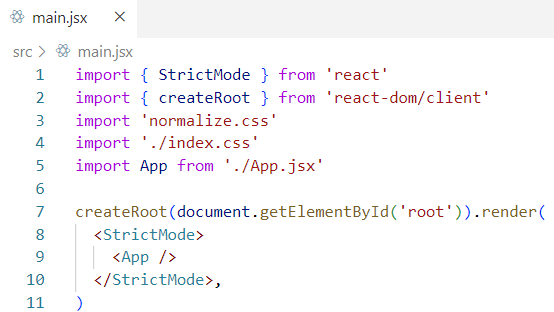 main.jsx ×
src > main.jsx
1 import { StrictMode } from 'react'
2 import { createRoot } from 'react-dom/client'
3 import 'normalize.css'
4 import './index.css'
5 import App from './App.jsx'
6
7 createRoot(document.getElementById('root')).render(
8   <StrictMode>
9     <App />
10   </StrictMode>,
11 )